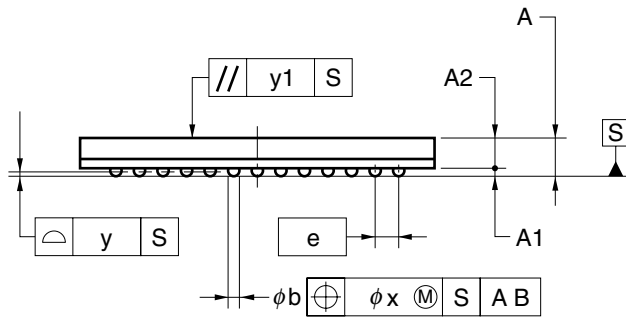 A
// y1 S
A2
S
⌓ y S
e
A1
φb ⌖ φx Ⓜ S A B